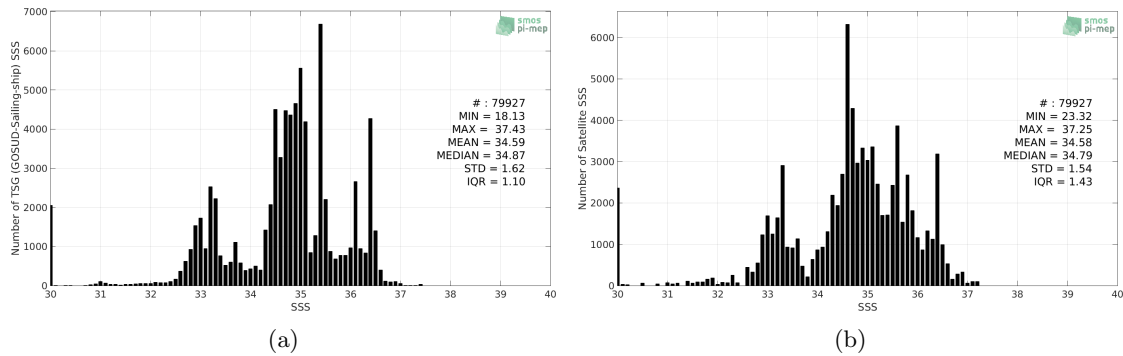 7000
6000
5000
4000
3000
2000
1000
0
Number of TSG (GOSUD-Sailing-ship) SSS
smos
pi-mep
# : 79927
MIN = 18.13
MAX = 37.43
MEAN = 34.59
MEDIAN = 34.87
STD = 1.62
IQR = 1.10
30 31 32 33 34 35 36 37 38 39 40
SSS
(a)
6000
5000
4000
3000
2000
1000
0
Number of Satellite SSS
smos
pi-mep
# : 79927
MIN = 23.32
MAX = 37.25
MEAN = 34.58
MEDIAN = 34.79
STD = 1.54
IQR = 1.43
30 31 32 33 34 35 36 37 38 39 40
SSS
(b)